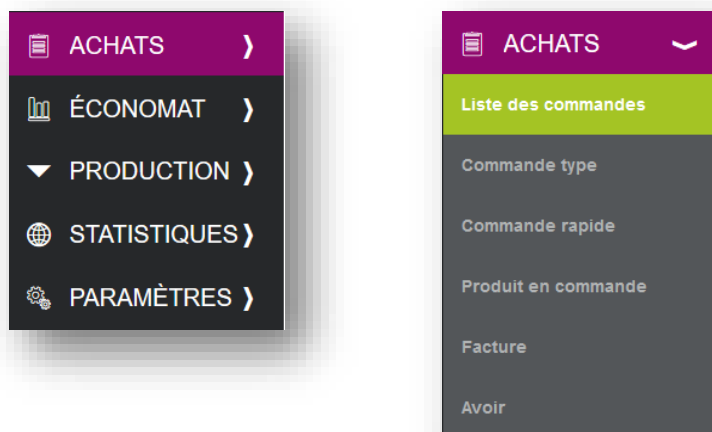 ACHATS
ÉCONOMAT
PRODUCTION
STATISTIQUES
PARAMÈTRES
ACHATS
Liste des commandes
Commande type
Commande rapide
Produit en commande
Facture
Avoir